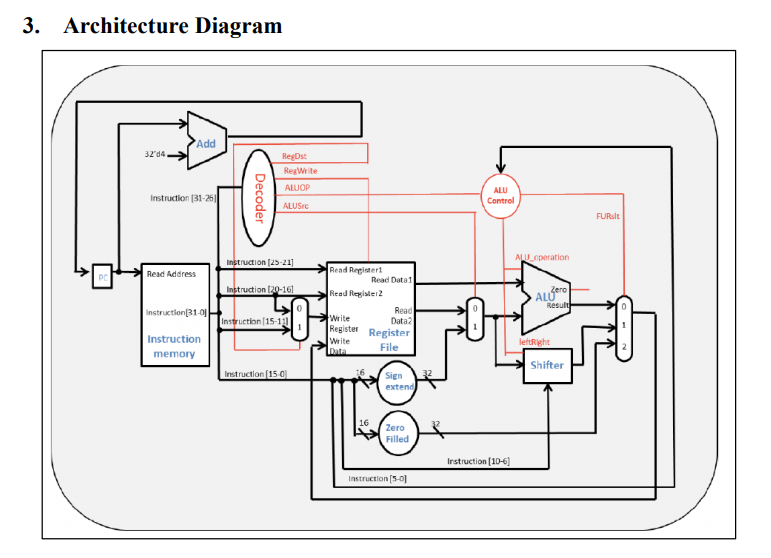 3. Architecture Diagram
Add
32'd4
RegDst
RegWrite
ALUOP
ALUSrc
Decoder
Instruction [31-26]
ALU
Control
FURslt
PC
Read Address
Instruction[31-0]
Instruction
memory
Instruction [25-21]
Instruction [20-16]
Instruction [15-11]
0
1
Read Register1
Read Data1
Read Register2
Read
Data2
Write
Register
Register
File
Write
Data
0
1
ALU_operation
Zero
ALU
Result
leftRight
Shifter
0
1
2
Instruction [15-0]
16
Sign
extend
32
16
Zero
Filled
32
Instruction [10-6]
Instruction [5-0]